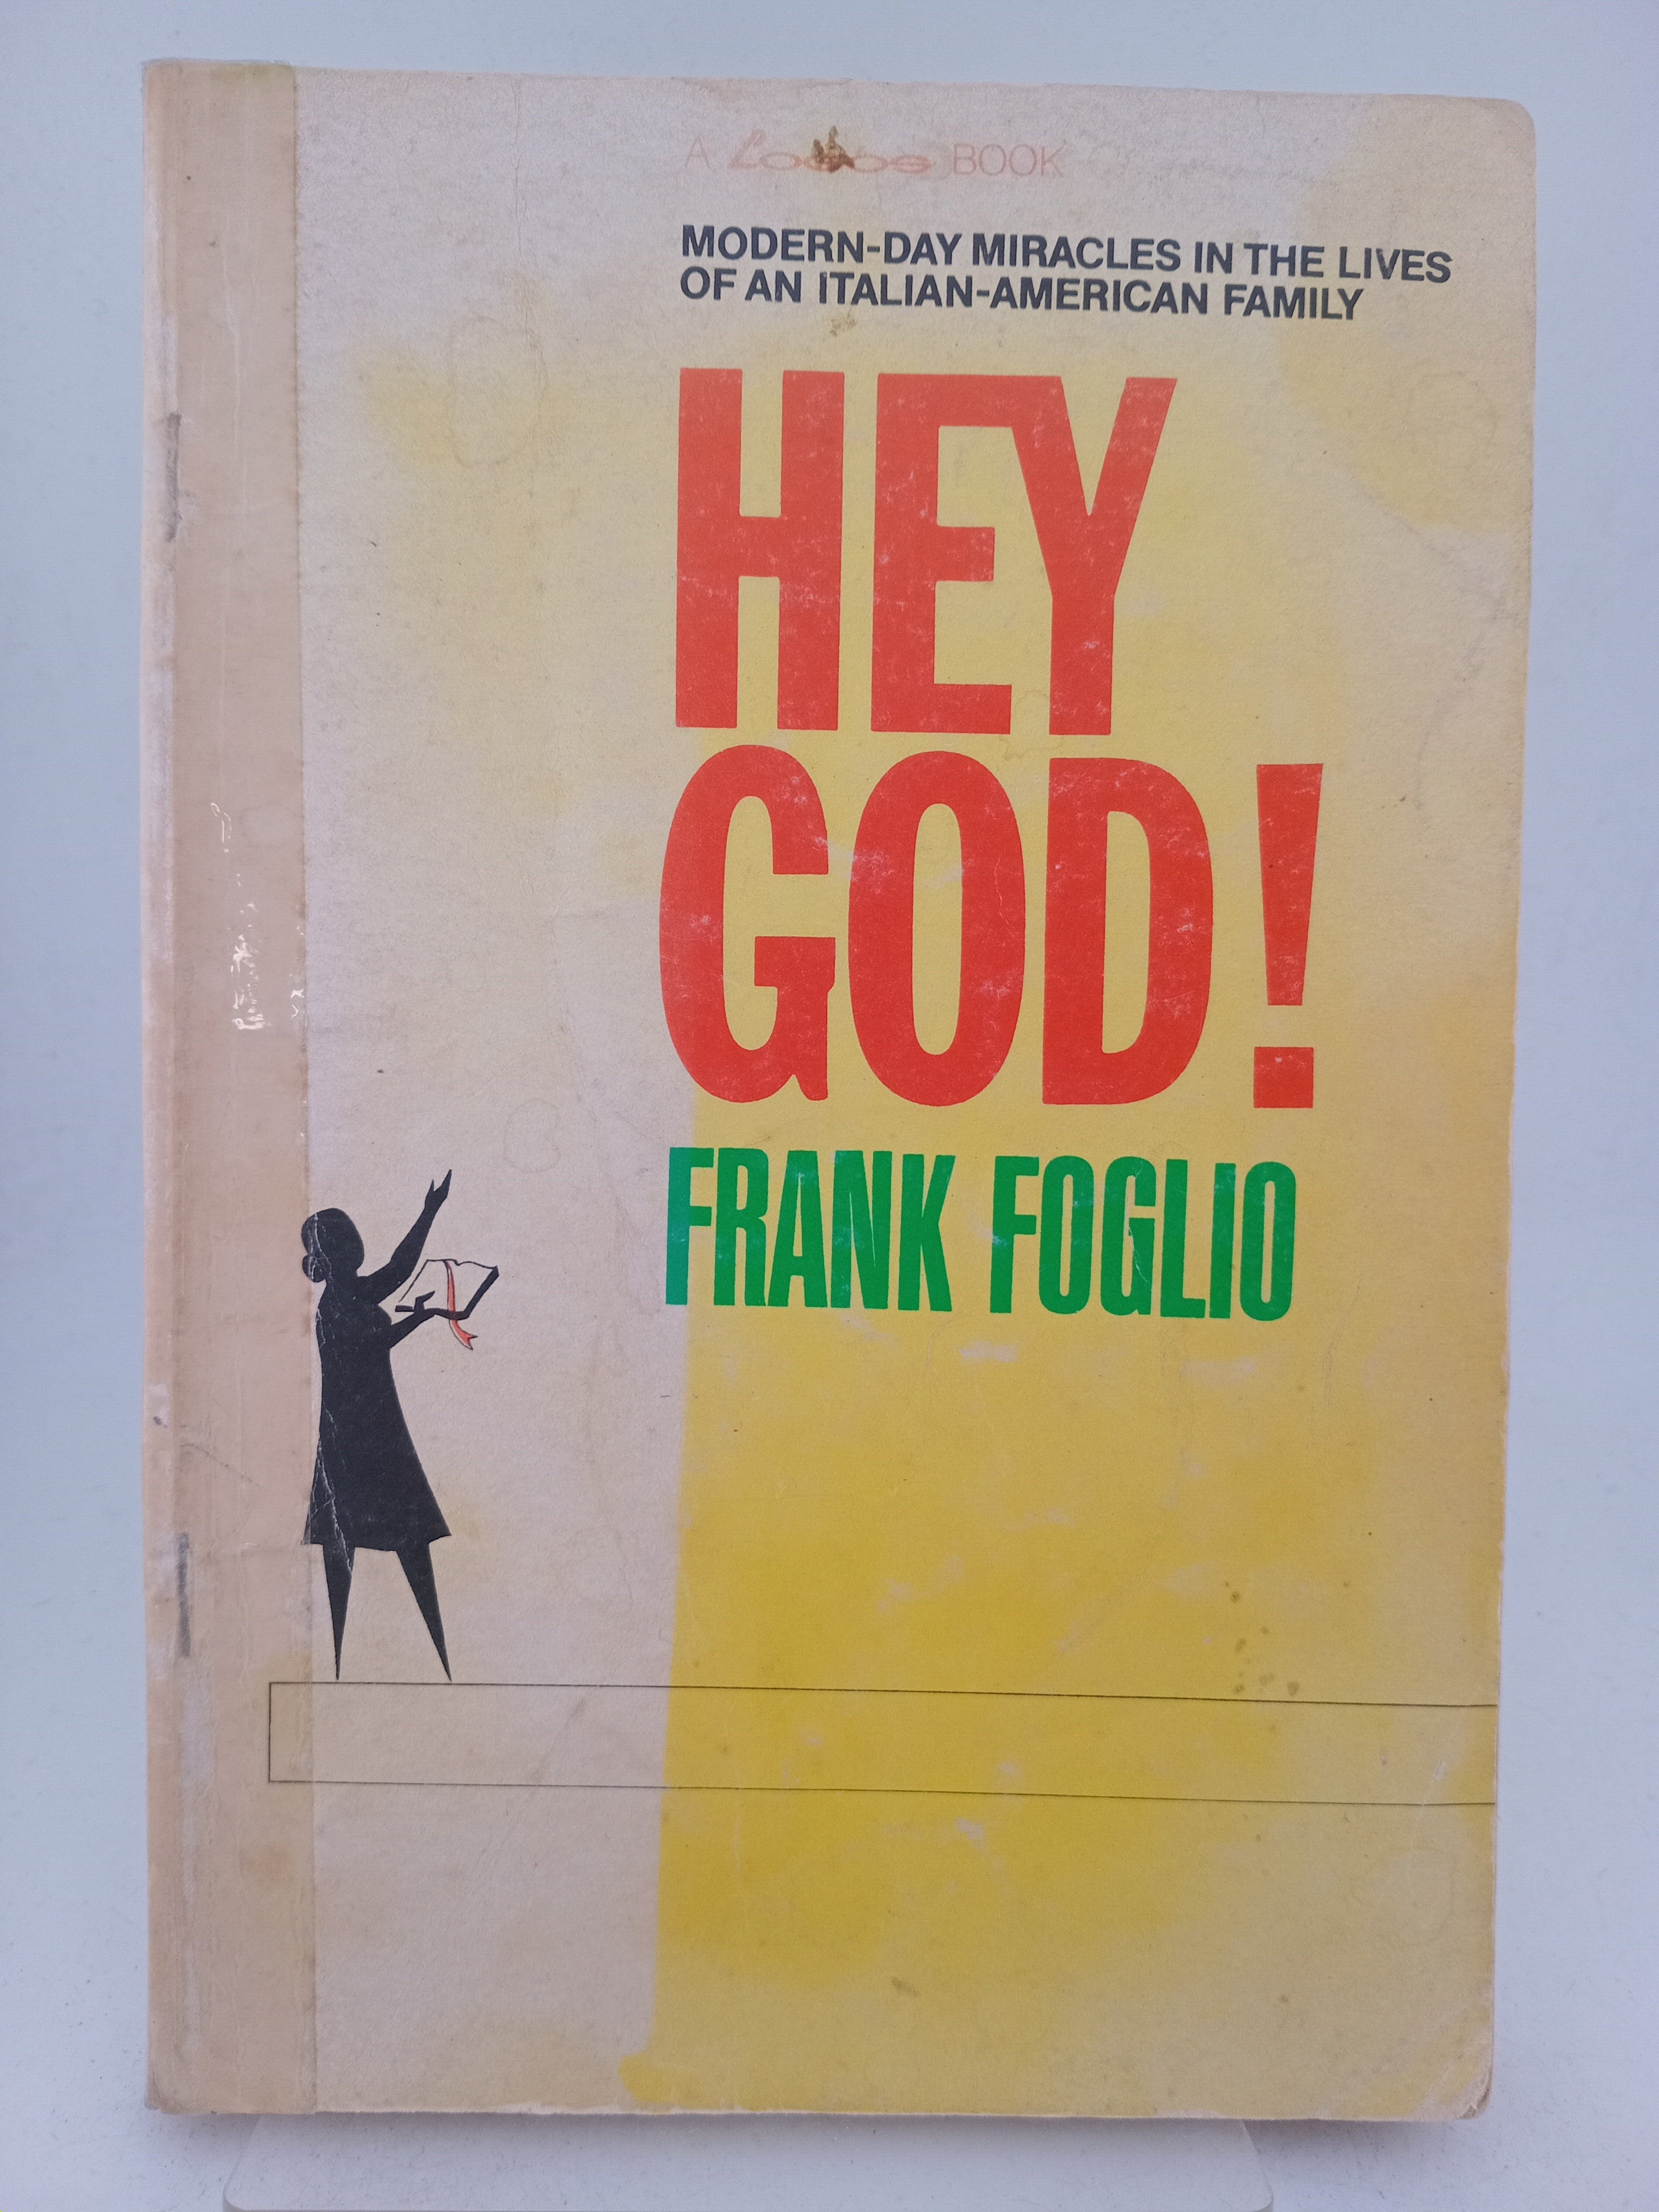 A Logos BOOK
MODERN-DAY MIRACLES IN THE LIVES
OF AN ITALIAN-AMERICAN FAMILY
HEY
GOD!
FRANK FOGLIO